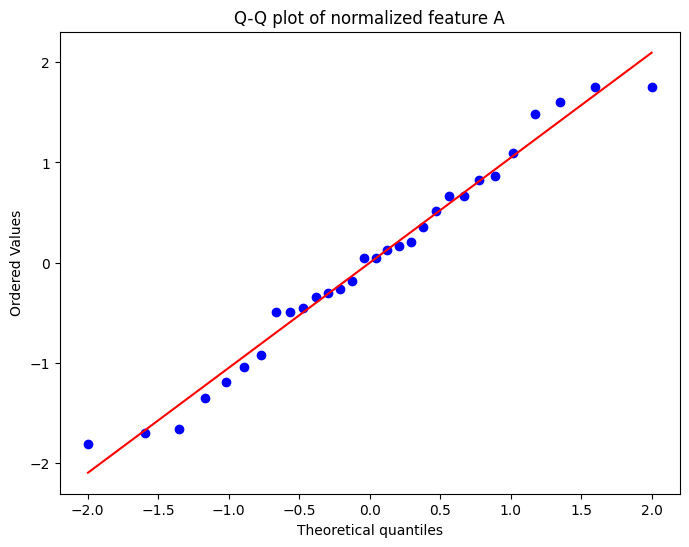 Q-Q plot of normalized feature A
2
1
0
−1
−2
Ordered Values
−2.0 −1.5 −1.0 −0.5 0.0 0.5 1.0 1.5 2.0
Theoretical quantiles